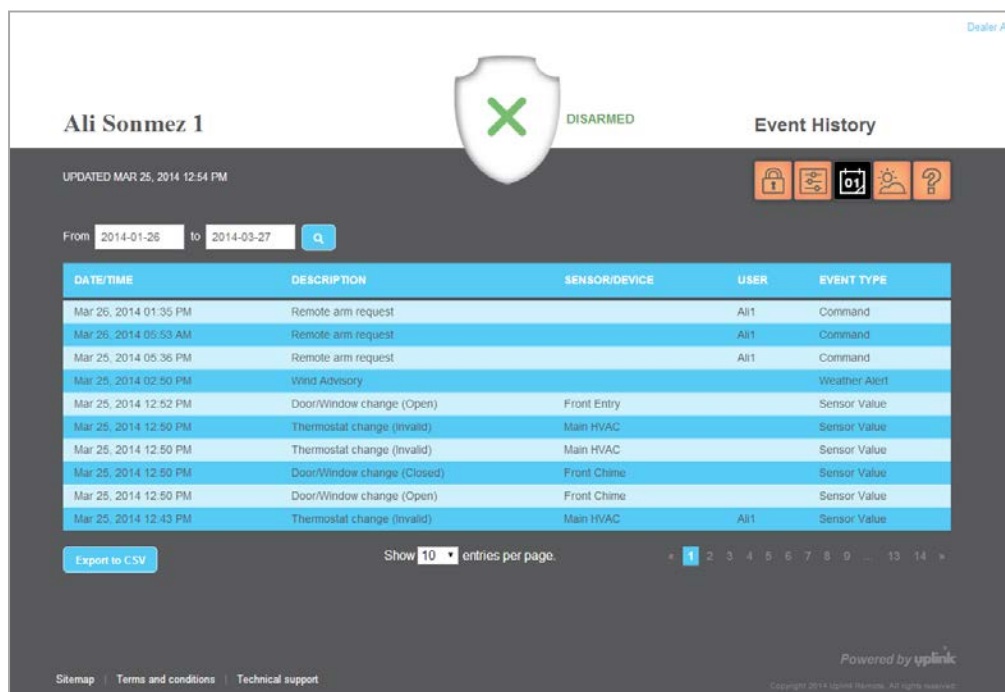 Dealer A
Ali Sonmez 1
DISARMED
Event History
UPDATED MAR 25, 2014 12:54 PM
01
From 2014-01-26 to 2014-03-27
DATE/TIME DESCRIPTION SENSOR/DEVICE USER EVENT TYPE
Mar 26, 2014 01:35 PM Remote arm request Ali1 Command
Mar 26, 2014 05:53 AM Remote arm request Ali1 Command
Mar 25, 2014 05:36 PM Remote arm request Ali1 Command
Mar 25, 2014 02:50 PM Wind Advisory Weather Alert
Mar 25, 2014 12:52 PM Door/Window change (Open) Front Entry Sensor Value
Mar 25, 2014 12:50 PM Thermostat change (Invalid) Main HVAC Sensor Value
Mar 25, 2014 12:50 PM Thermostat change (Invalid) Main HVAC Sensor Value
Mar 25, 2014 12:50 PM Door/Window change (Closed) Front Chime Sensor Value
Mar 25, 2014 12:50 PM Door/Window change (Open) Front Chime Sensor Value
Mar 25, 2014 12:43 PM Thermostat change (Invalid) Main HVAC Ali1 Sensor Value
Export to CSV Show 10 entries per page. « 1 2 3 4 5 6 7 8 9 ... 13 14 »
Powered by uplink
Sitemap | Terms and conditions | Technical support
Copyright 2014 Uplink Remote. All rights reserved.